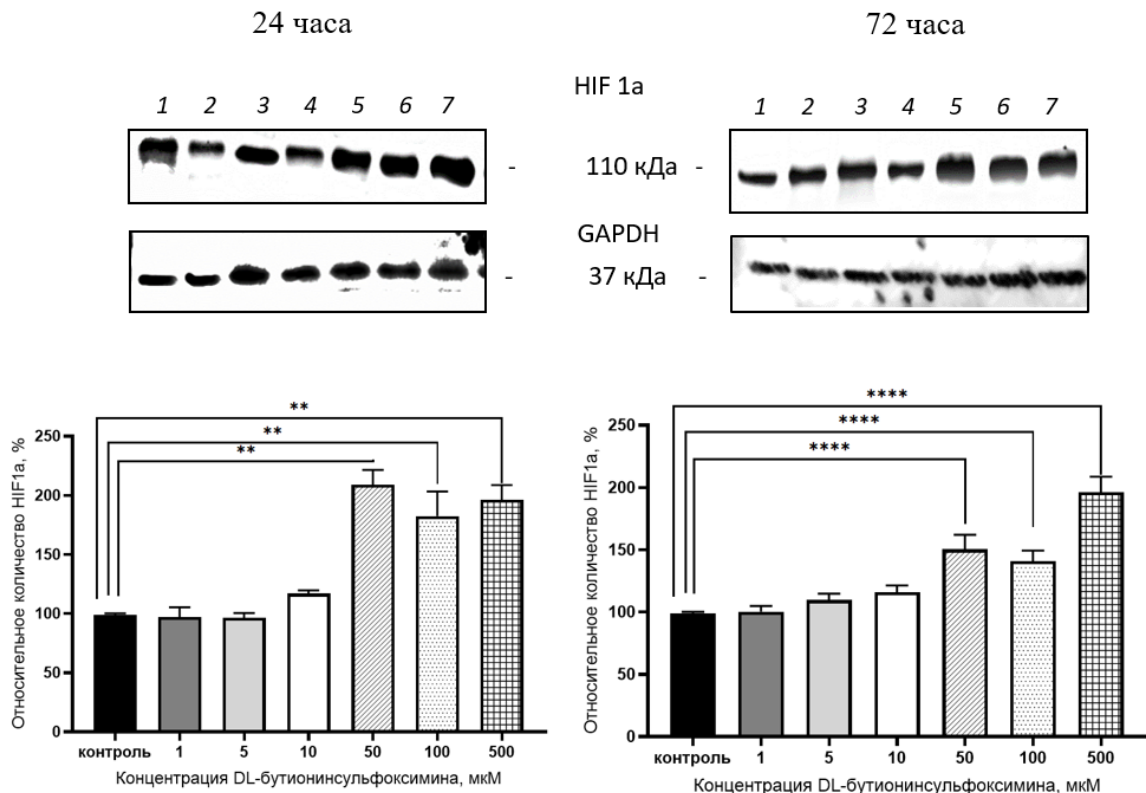 24 часа
72 часа
HIF 1a
1 2 3 4 5 6 7
1 2 3 4 5 6 7
- 110 кДа -
GAPDH
- 37 кДа -
**
**
**
Относительное количество HIF1a, %
250
200
150
100
50
0
контроль 1 5 10 50 100 500
Концентрация DL-бутионинсульфоксимина, мкМ
****
****
****
Относительное количество HIF1a, %
250
200
150
100
50
0
контроль 1 5 10 50 100 500
Концентрация DL-бутионинсульфоксимина, мкМ